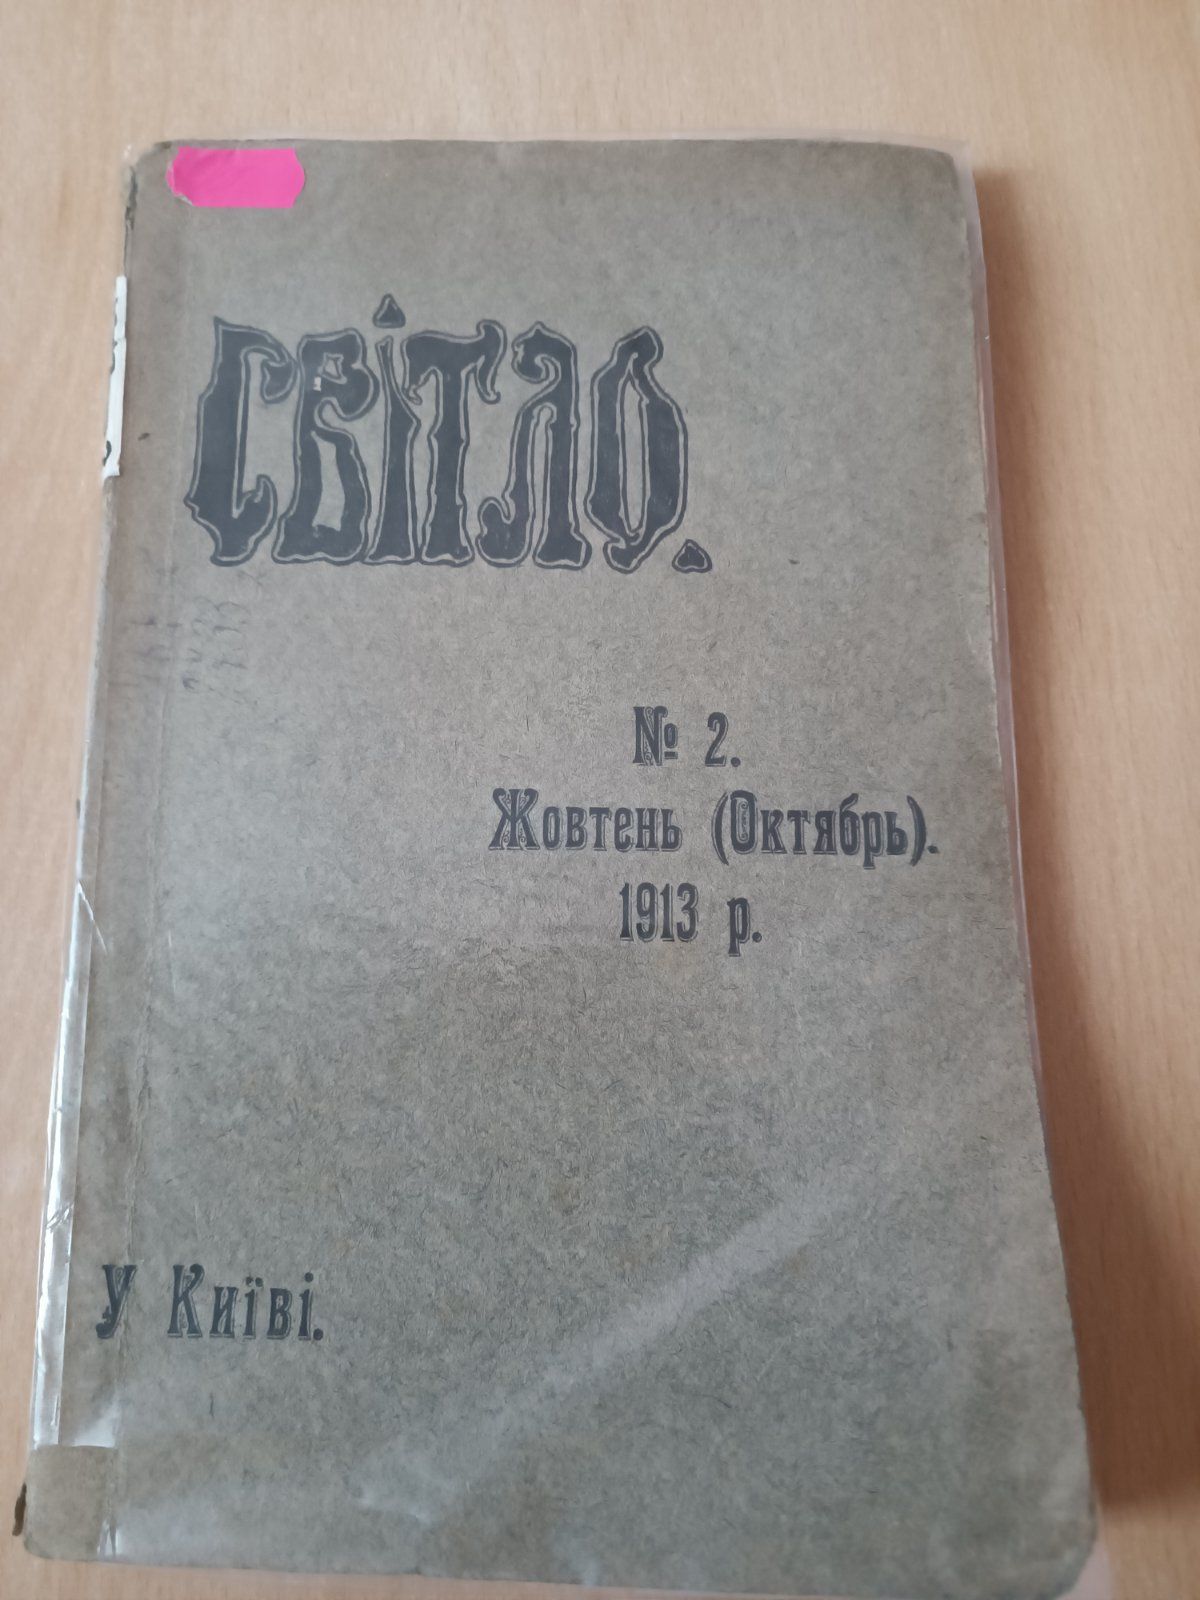 СВІТЛО.
№ 2.
Жовтень (Октябрь).
1913 р.
У Київі.